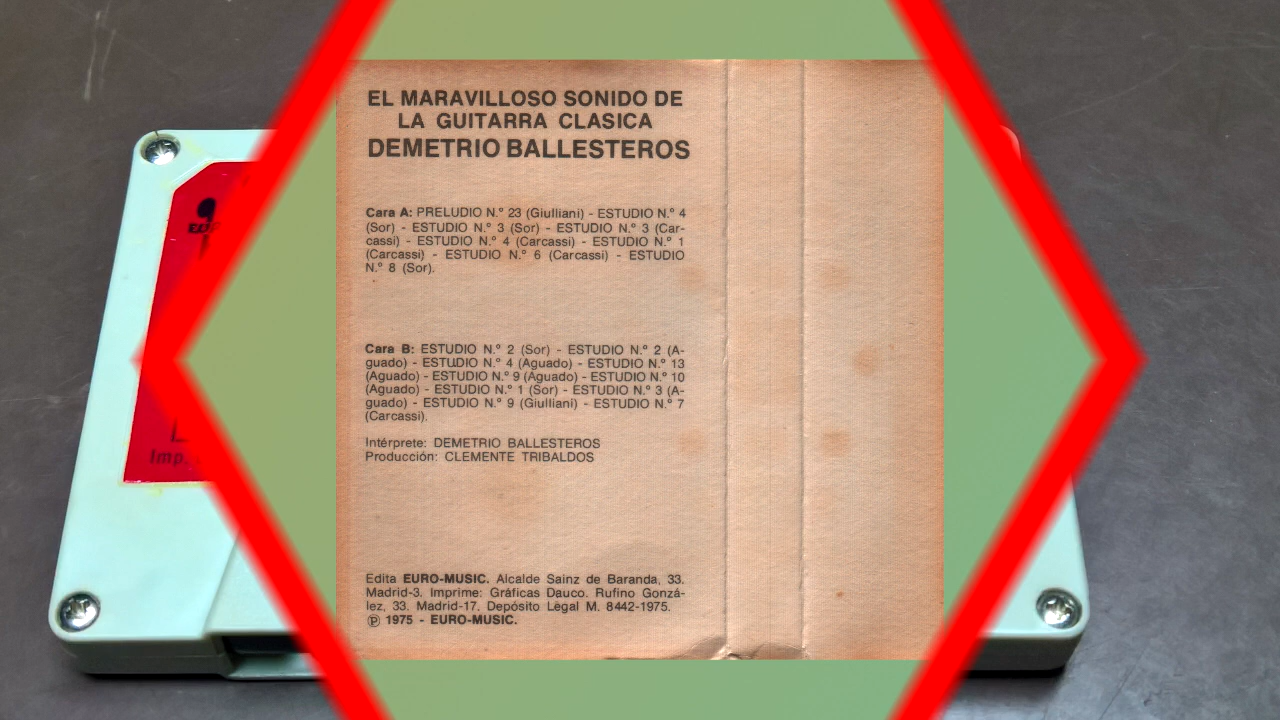 EL MARAVILLOSO SONIDO DE
LA GUITARRA CLASICA
DEMETRIO BALLESTEROS
Cara A: PRELUDIO N.º 23 (Giulliani) - ESTUDIO N.º 4
(Sor) - ESTUDIO N.º 3 (Sor) - ESTUDIO N.º 3 (Car-
cassi) - ESTUDIO N.º 4 (Carcassi) - ESTUDIO N.º 1
(Carcassi) - ESTUDIO N.º 6 (Carcassi) - ESTUDIO
N.º 8 (Sor).
Cara B: ESTUDIO N.º 2 (Sor) - ESTUDIO N.º 2 (A-
guado) - ESTUDIO N.º 4 (Aguado) - ESTUDIO N.º 13
(Aguado) - ESTUDIO N.º 9 (Aguado) - ESTUDIO N.º 10
(Aguado) - ESTUDIO N.º 1 (Sor) - ESTUDIO N.º 3 (A-
guado) - ESTUDIO N.º 9 (Giulliani) - ESTUDIO N.º 7
(Carcassi).
Intérprete: DEMETRIO BALLESTEROS
Producción: CLEMENTE TRIBALDOS
Edita EURO-MUSIC. Alcalde Sainz de Baranda, 33.
Madrid-3. Imprime: Gráficas Dauco. Rufino Gonzá-
lez, 33. Madrid-17. Depósito Legal M. 8442-1975.
℗ 1975 - EURO-MUSIC.